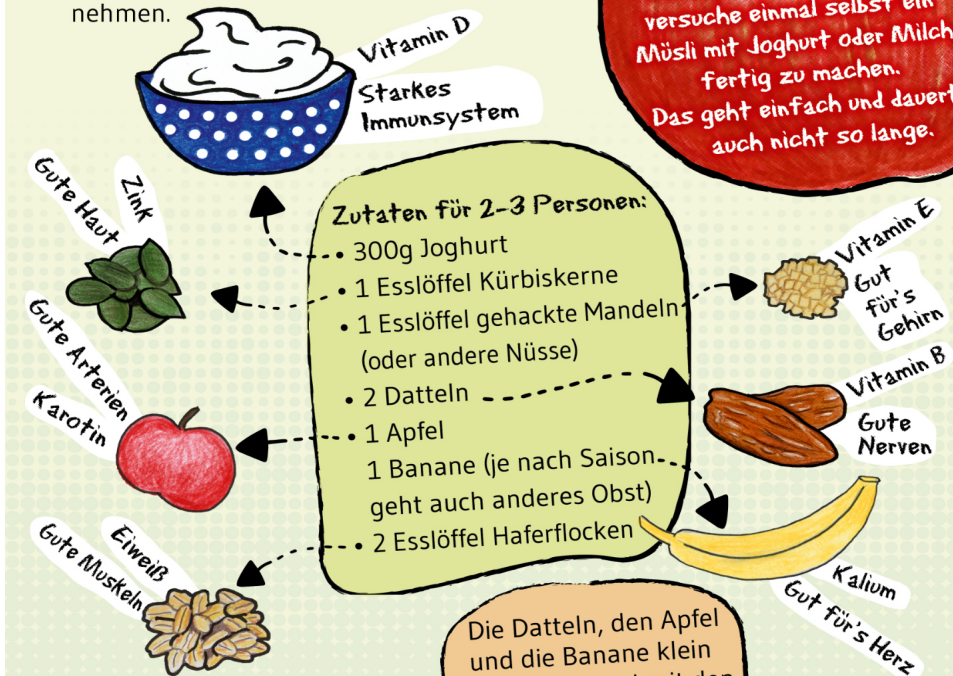 nehmen.
Vitamin D
Starkes
Immunsystem
versuche einmal selbst ein
Müsli mit Joghurt oder Milch
fertig zu machen.
Das geht einfach und dauert
auch nicht so lange.
Gute Haut
Zink
Gute Arterien
Karotin
Eiweiß
Gute Muskeln
Zutaten für 2-3 Personen:
• 300g Joghurt
• 1 Esslöffel Kürbiskerne
• 1 Esslöffel gehackte Mandeln
(oder andere Nüsse)
• 2 Datteln
• 1 Apfel
1 Banane (je nach Saison
geht auch anderes Obst)
• 2 Esslöffel Haferflocken
Vitamin E
Gut
für's
Gehirn
Vitamin B
Gute
Nerven
Kalium
Gut für's Herz
Die Datteln, den Apfel
und die Banane klein